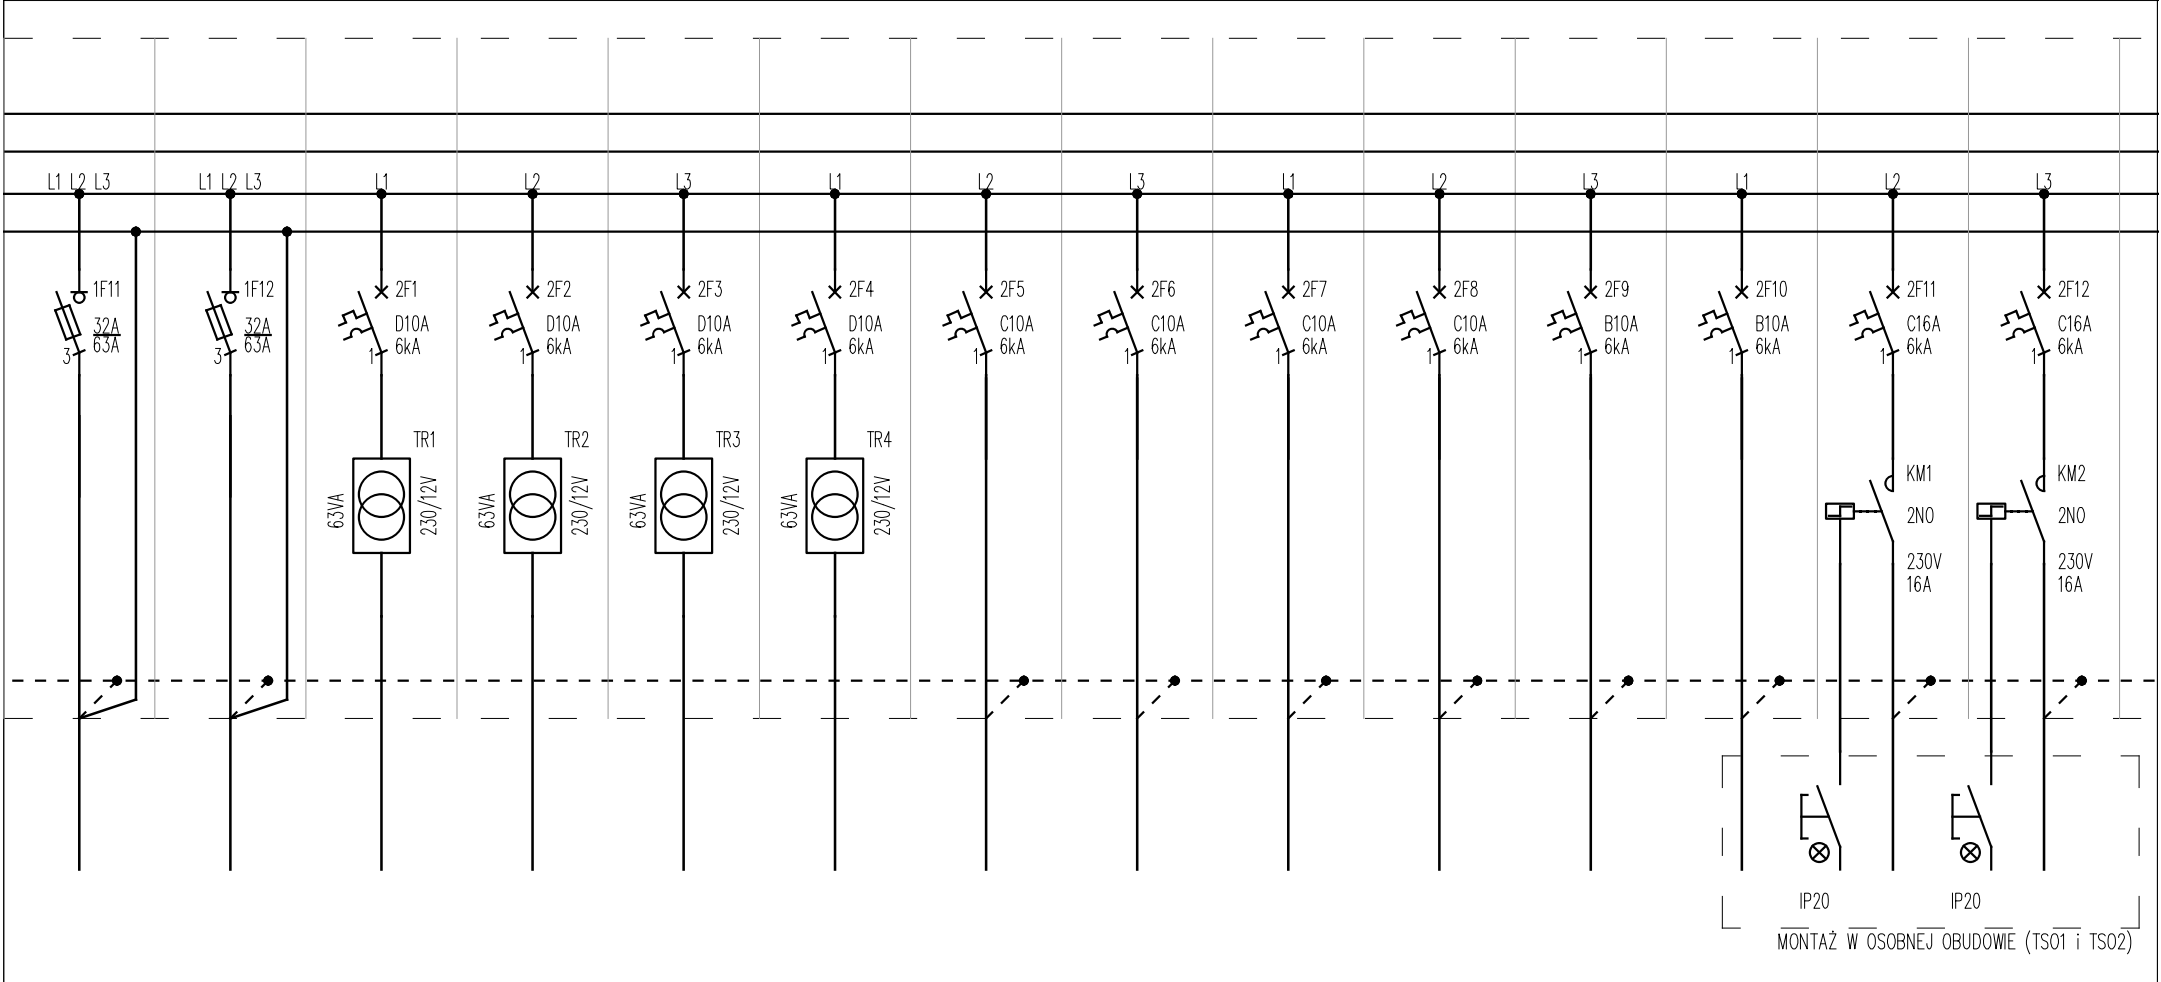 L1 L2 L3
L1 L2 L3
L1
L2
L3
L1
L2
L3
L1
L2
L3
L1
L2
L3
1F11
32A
63A
3
1F12
32A
63A
3
2F1
D10A
6kA
1
2F2
D10A
6kA
1
2F3
D10A
6kA
1
2F4
D10A
6kA
1
2F5
C10A
6kA
1
2F6
C10A
6kA
1
2F7
C10A
6kA
1
2F8
C10A
6kA
1
2F9
B10A
6kA
1
2F10
B10A
6kA
1
2F11
C16A
6kA
1
2F12
C16A
6kA
1
TR1
63VA
230/12V
TR2
63VA
230/12V
TR3
63VA
230/12V
TR4
63VA
230/12V
KM1
2NO
230V
16A
KM2
2NO
230V
16A
IP20
IP20
MONTAŻ W OSOBNEJ OBUDOWIE (TSO1 i TSO2)